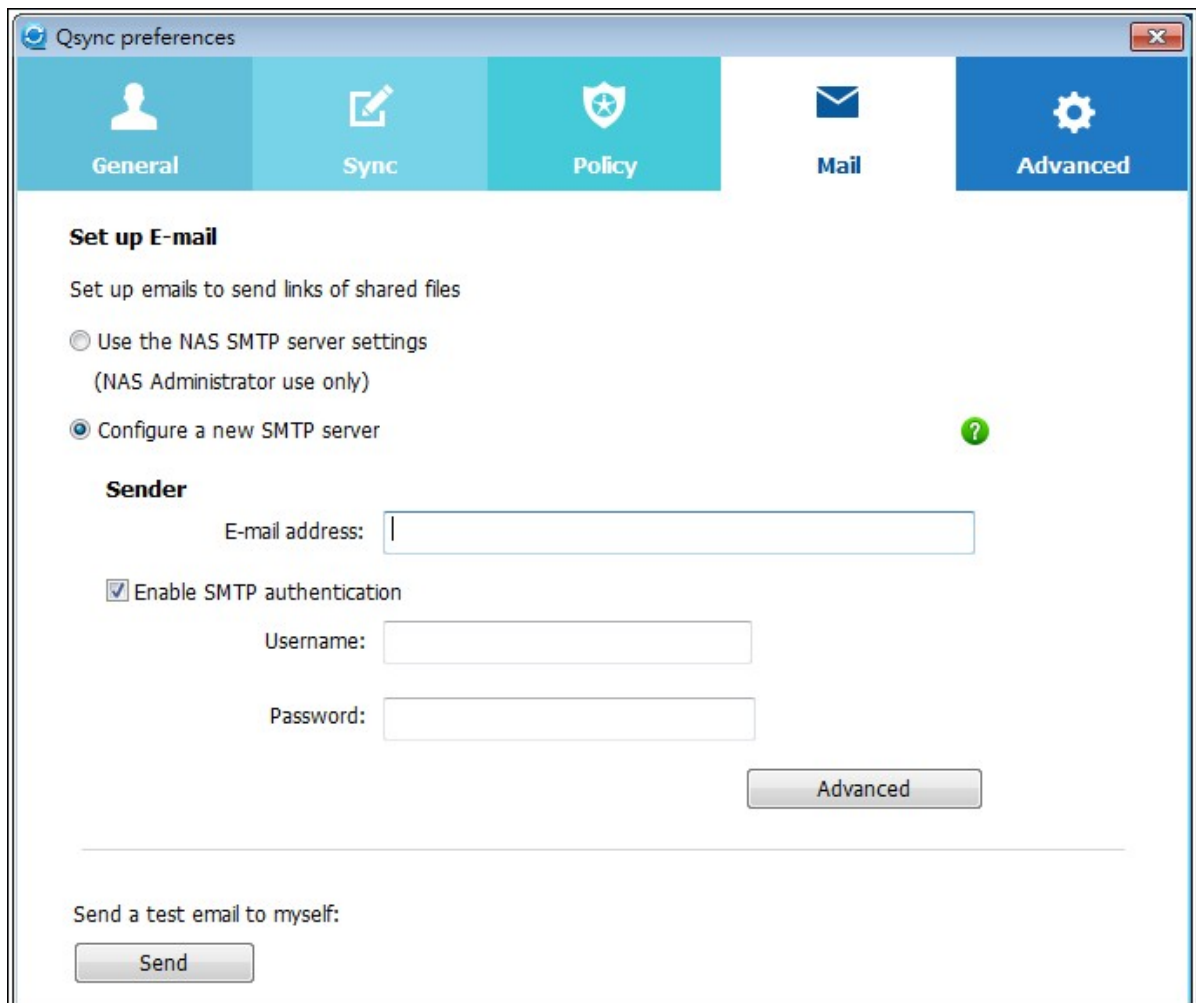 Qsync preferences
General Sync Policy Mail Advanced
Set up E-mail
Set up emails to send links of shared files
Use the NAS SMTP server settings
(NAS Administrator use only)
Configure a new SMTP server ?
Sender
E-mail address:
Enable SMTP authentication
Username:
Password:
Advanced
Send a test email to myself:
Send